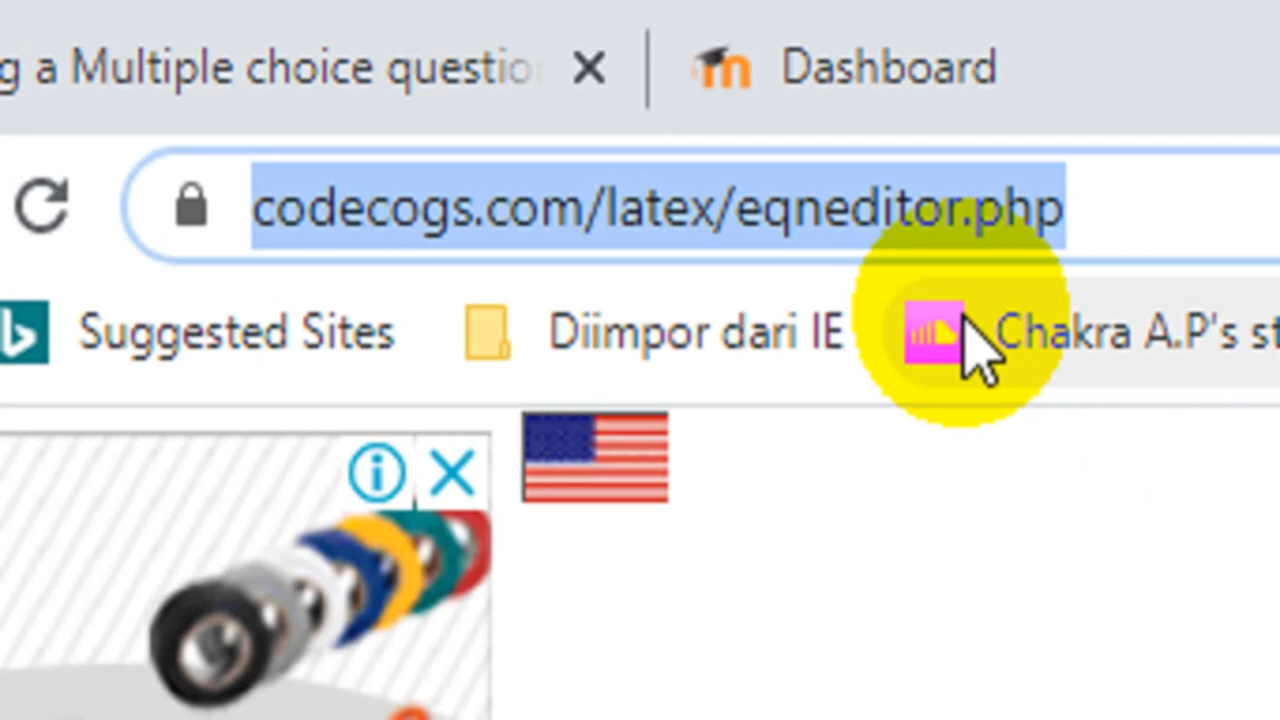 g a Multiple choice questio
Dashboard
codecogs.com/latex/eqneditor.php
Suggested Sites
Diimpor dari IE
Chakra A.P's st